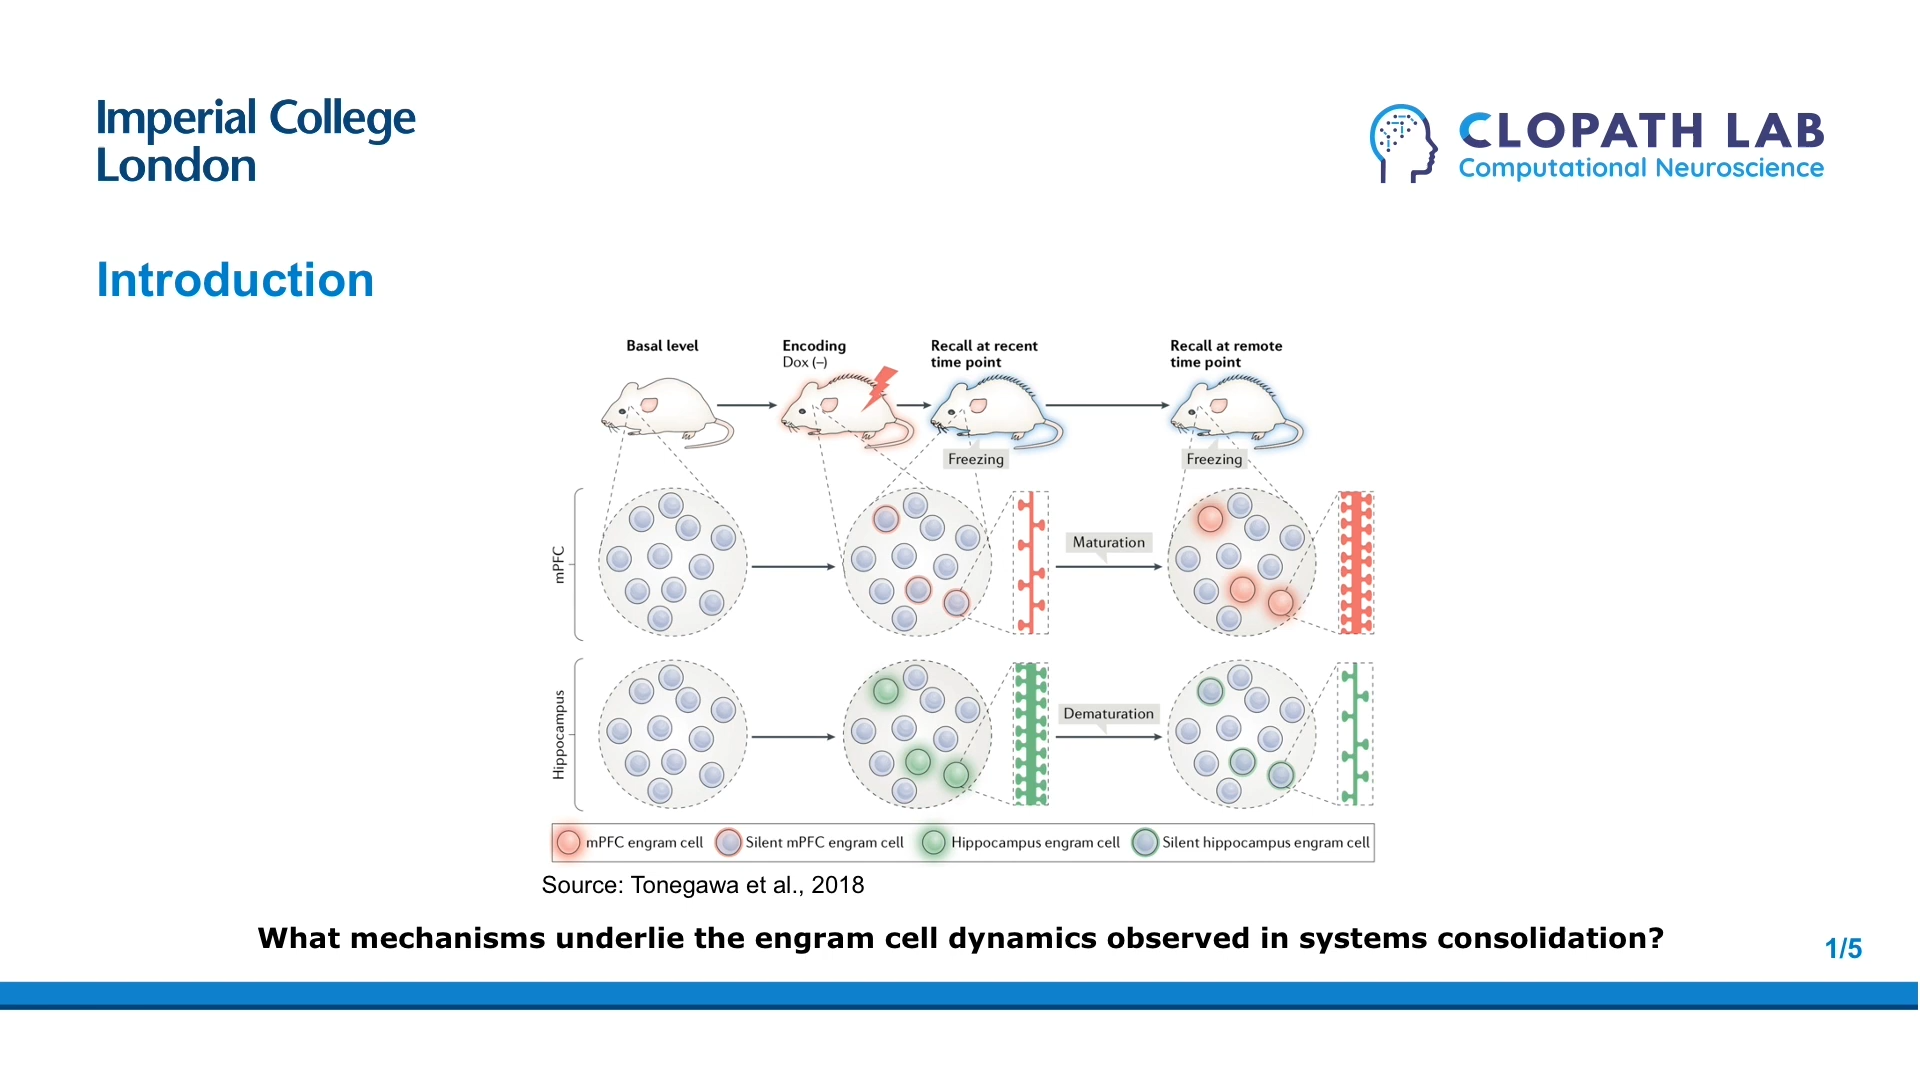 Imperial College
London
CLOPATH LAB
Computational Neuroscience
Introduction
Basal level
Encoding
Dox (–)
Recall at recent
time point
Recall at remote
time point
Freezing
Freezing
mPFC
Maturation
Hippocampus
Dematuration
mPFC engram cell
Silent mPFC engram cell
Hippocampus engram cell
Silent hippocampus engram cell
Source: Tonegawa et al., 2018
What mechanisms underlie the engram cell dynamics observed in systems consolidation?
1/5